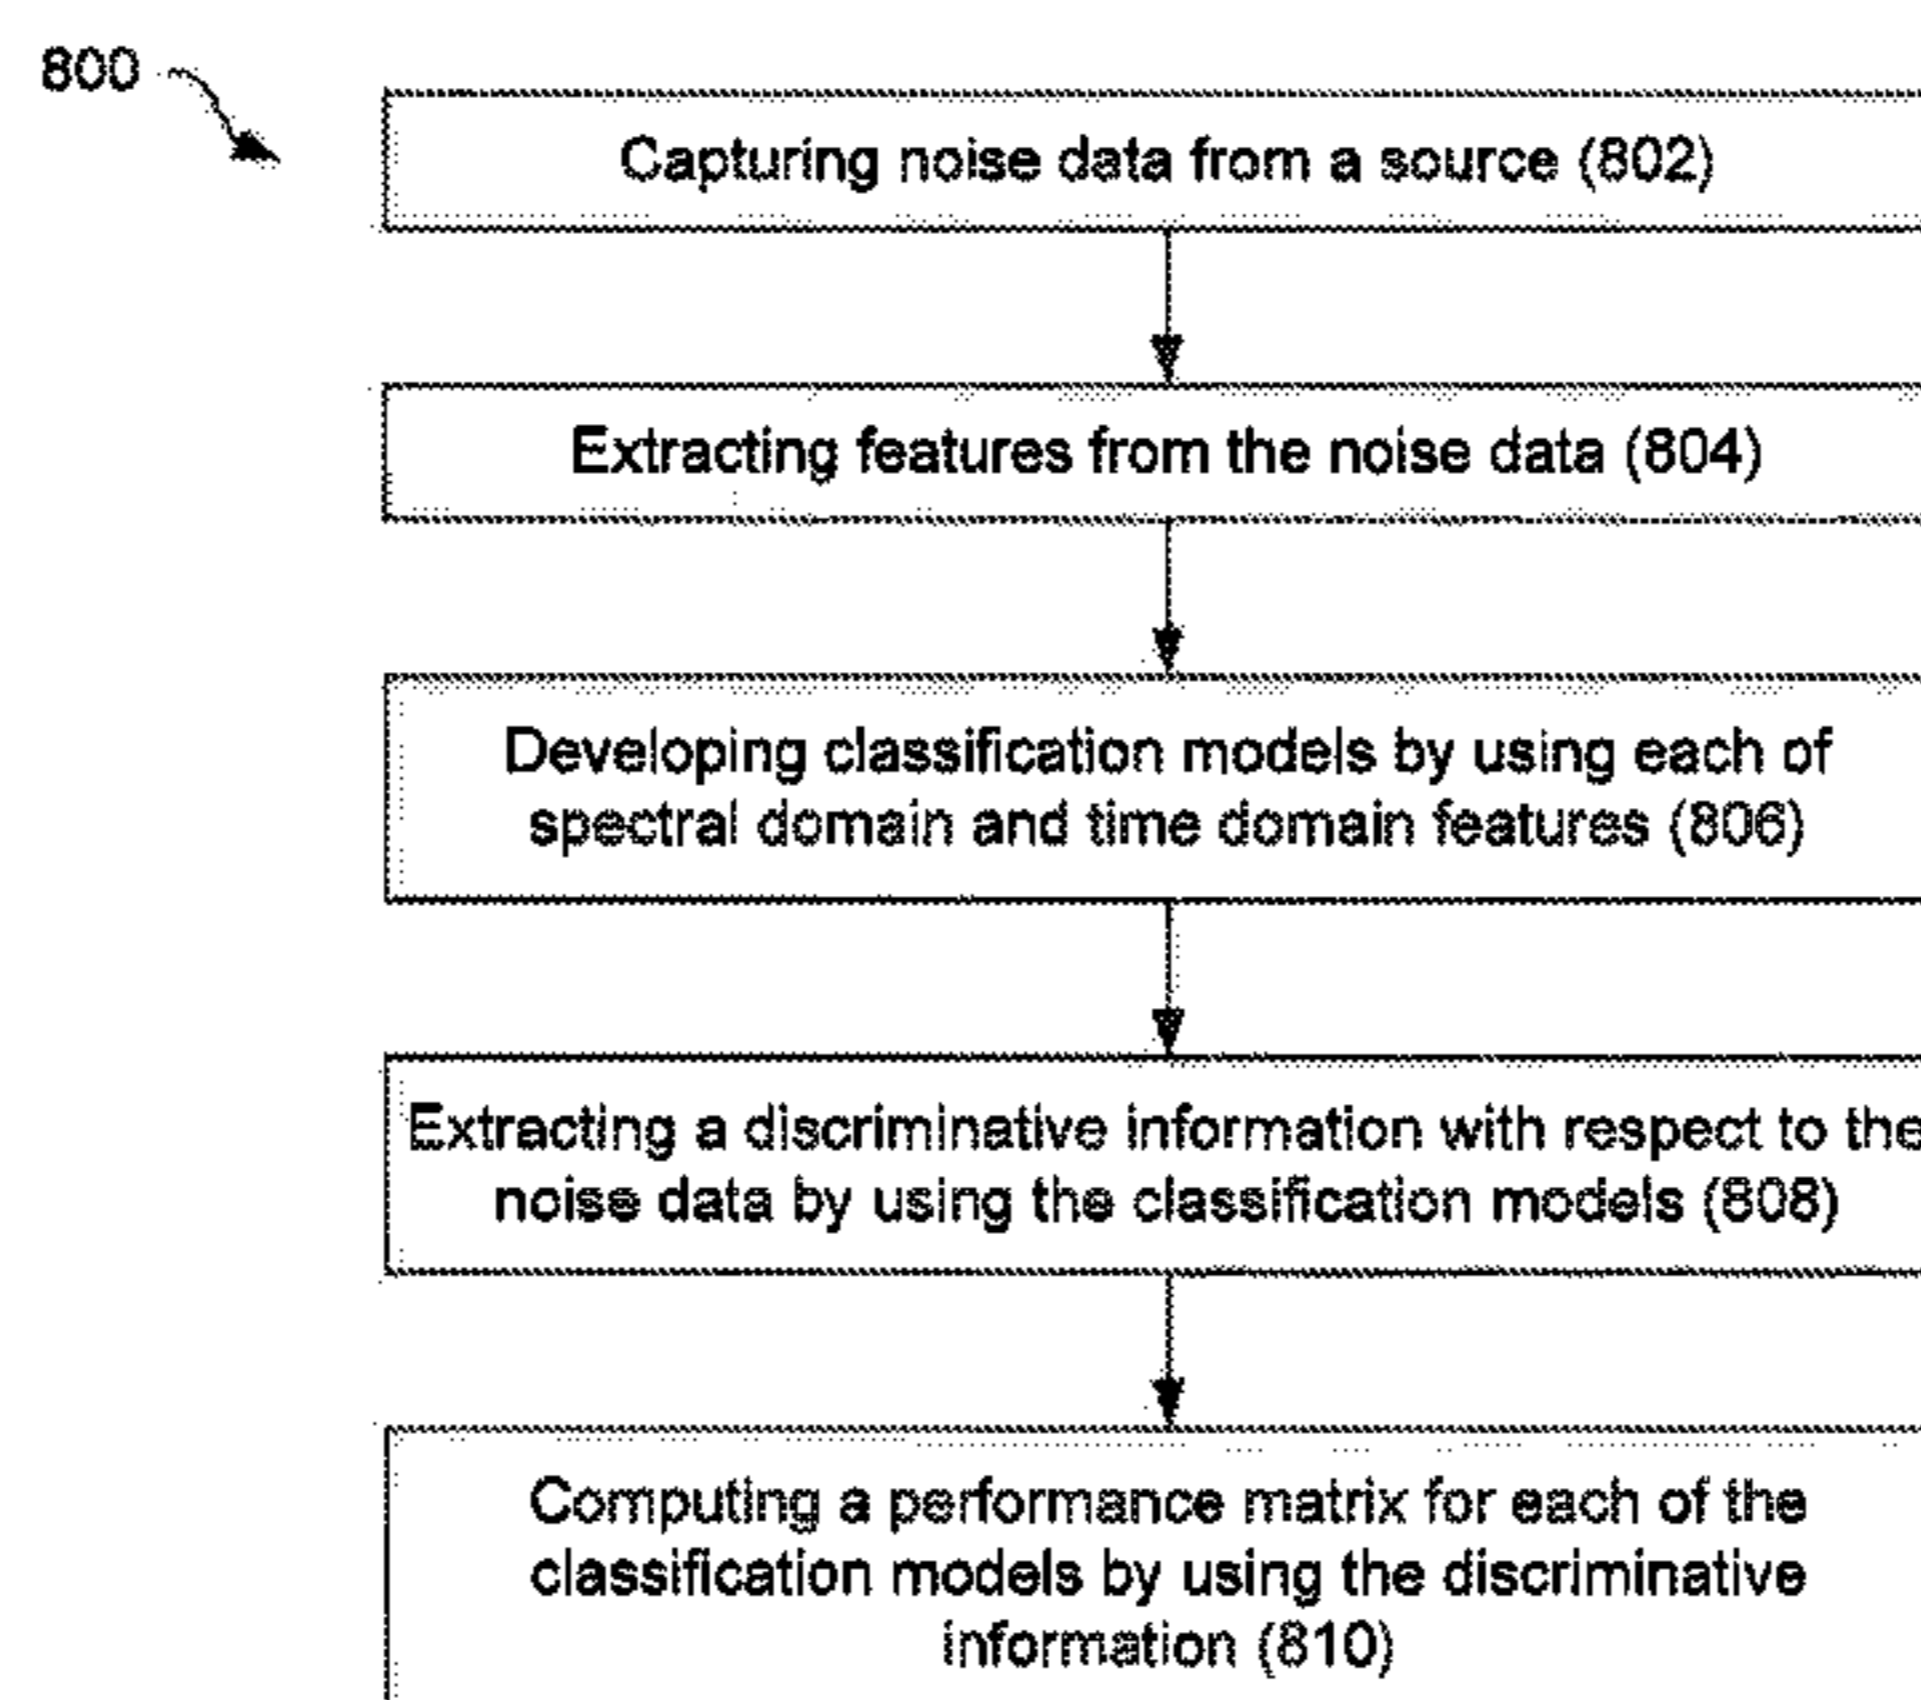 800
Capturing noise data from a source (802)
Extracting features from the noise data (804)
Developing classification models by using each of
spectral domain and time domain features (806)
Extracting a discriminative information with respect to the
noise data by using the classification models (808)
Computing a performance matrix for each of the
classification models by using the discriminative
information (810)